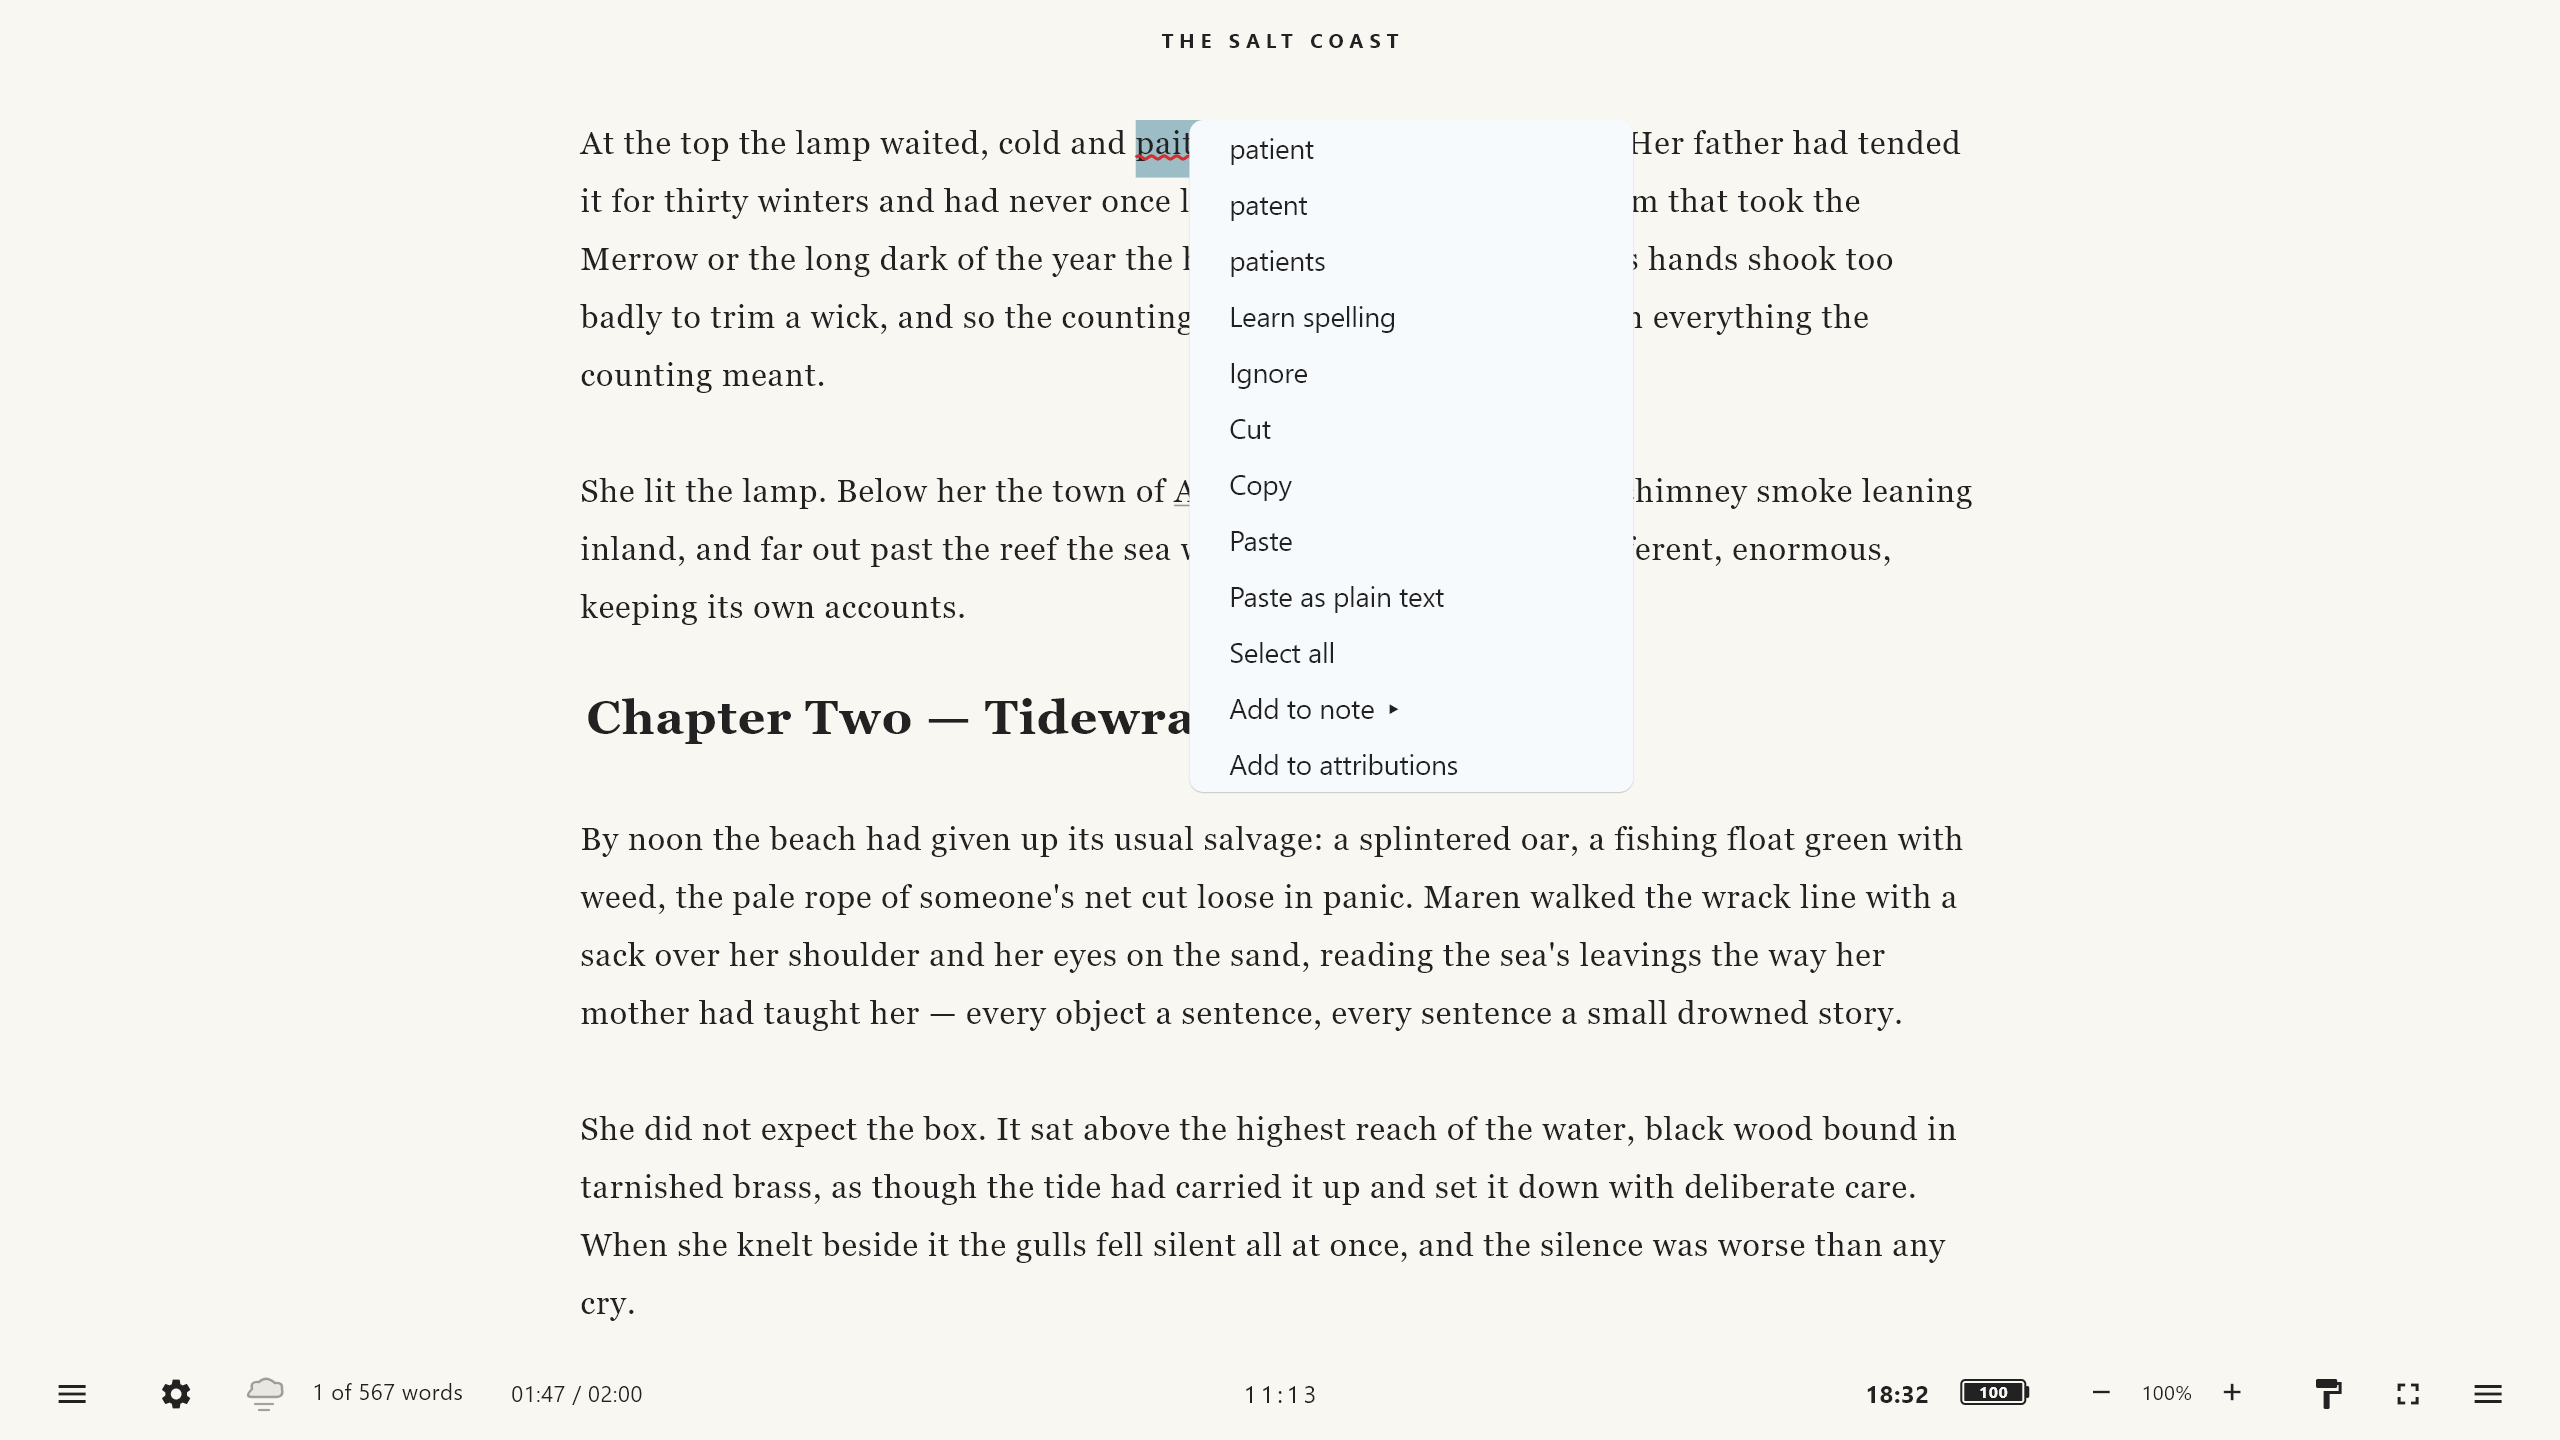 THE SALT COAST
At the top the lamp waited, cold and Her father had tended
it for thirty winters and had never once that took the
Merrow or the long dark of the year the hands shook too
badly to trim a wick, and so the counting everything the
counting meant.
She lit the lamp. Below her the town of chimney smoke leaning
inland, and far out past the reef the sea enormous,
keeping its own accounts.
Chapter Two —
patient
patent
patients
Learn spelling
Ignore
Cut
Copy
Paste
Paste as plain text
Select all
Add to note ▸
Add to attributions
By noon the beach had given up its usual salvage: a splintered oar, a fishing float green with
weed, the pale rope of someone's net cut loose in panic. Maren walked the wrack line with a
sack over her shoulder and her eyes on the sand, reading the sea's leavings the way her
mother had taught her — every object a sentence, every sentence a small drowned story.
She did not expect the box. It sat above the highest reach of the water, black wood bound in
tarnished brass, as though the tide had carried it up and set it down with deliberate care.
When she knelt beside it the gulls fell silent all at once, and the silence was worse than any
cry.
1 of 567 words 01:47 / 02:00 11:13 18:32 100 − 100% +